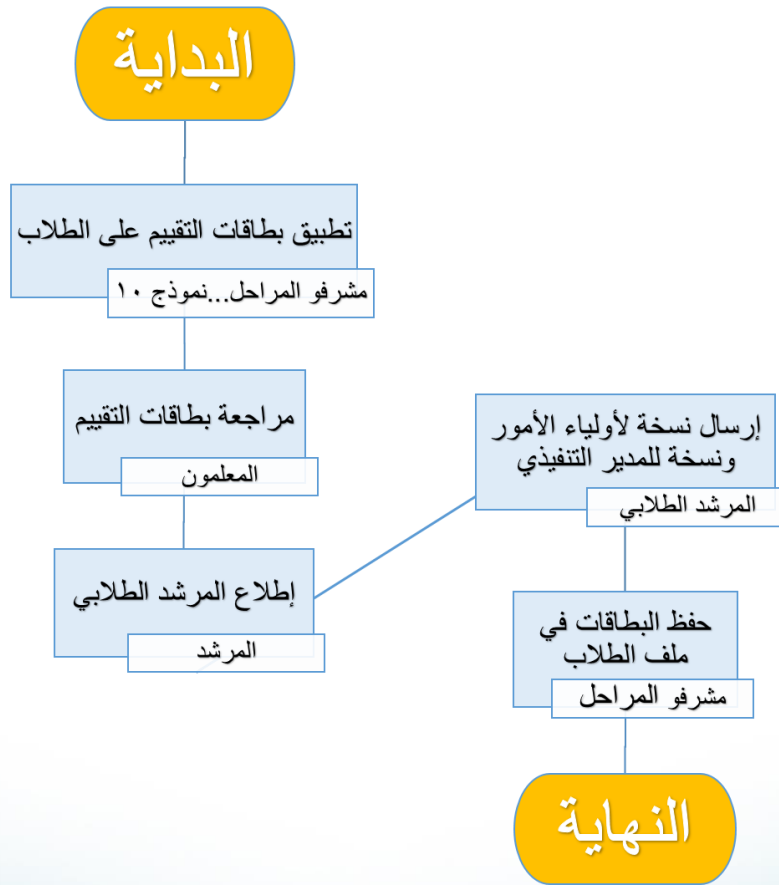 البداية
تطبيق بطاقات التقييم على الطلاب
مشرفو المراحل...نموذج ١٠
مراجعة بطاقات التقييم
المعلمون
إطلاع المرشد الطلابي
المرشد
إرسال نسخة لأولياء الأمور
ونسخة للمدير التنفيذي
المرشد الطلابي
حفظ البطاقات في
ملف الطلاب
مشرفو المراحل
النهاية